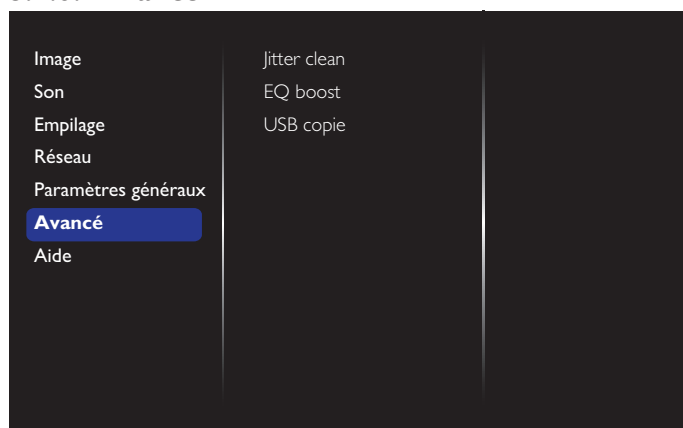 Image
Son
Empilage
Réseau
Paramètres généraux
Avancé
Aide
Jitter clean
EQ boost
USB copie